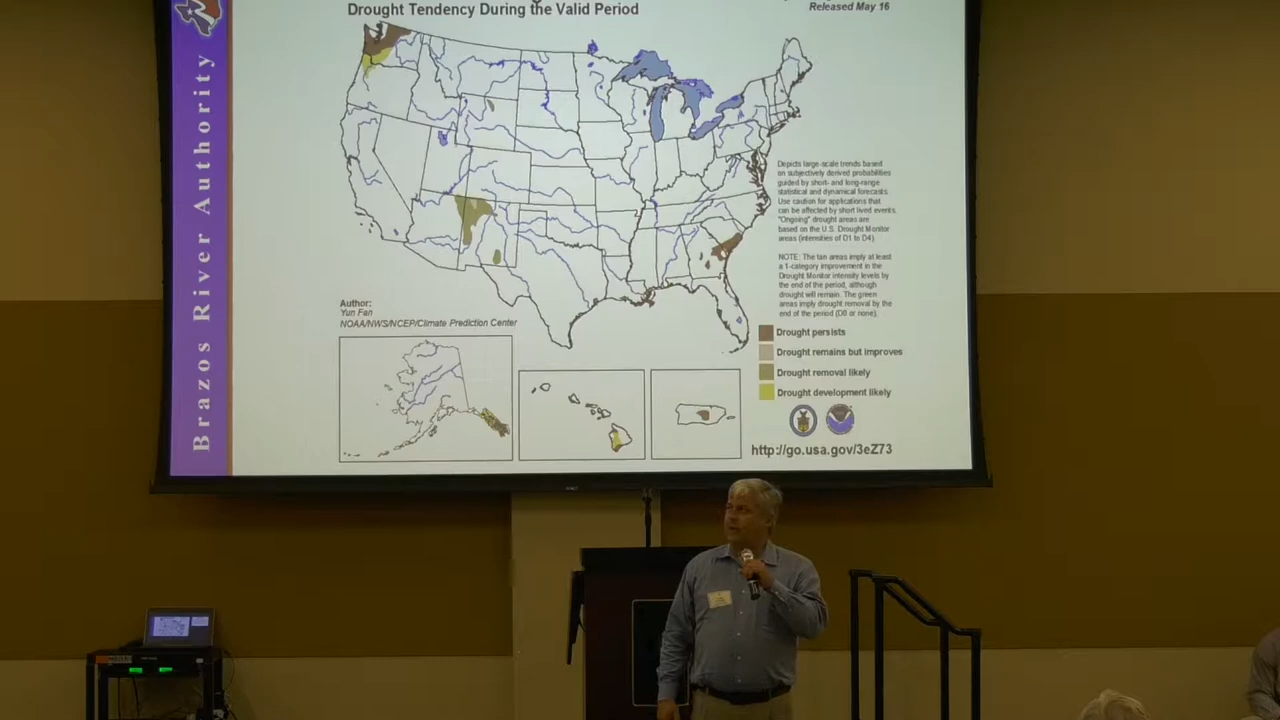 Drought Tendency During the Valid Period
Released May 16
Brazos River Authority
Depicts large-scale trends based
on subjectively derived probabilities
guided by short- and long-range
statistical and dynamical forecasts.
Use caution for applications that
can be affected by short lived events.
"Ongoing" drought areas are
based on the U.S. Drought Monitor
areas (intensities of D1 to D4).
NOTE: The tan areas imply at least
a 1-category improvement in the
Drought Monitor intensity levels by
the end of the period, although
drought will remain. The green
areas imply drought removal by the
end of the period (D0 or none).
Author:
Yun Fan
NOAA/NWS/NCEP/Climate Prediction Center
Drought persists
Drought remains but improves
Drought removal likely
Drought development likely
http://go.usa.gov/3eZ73